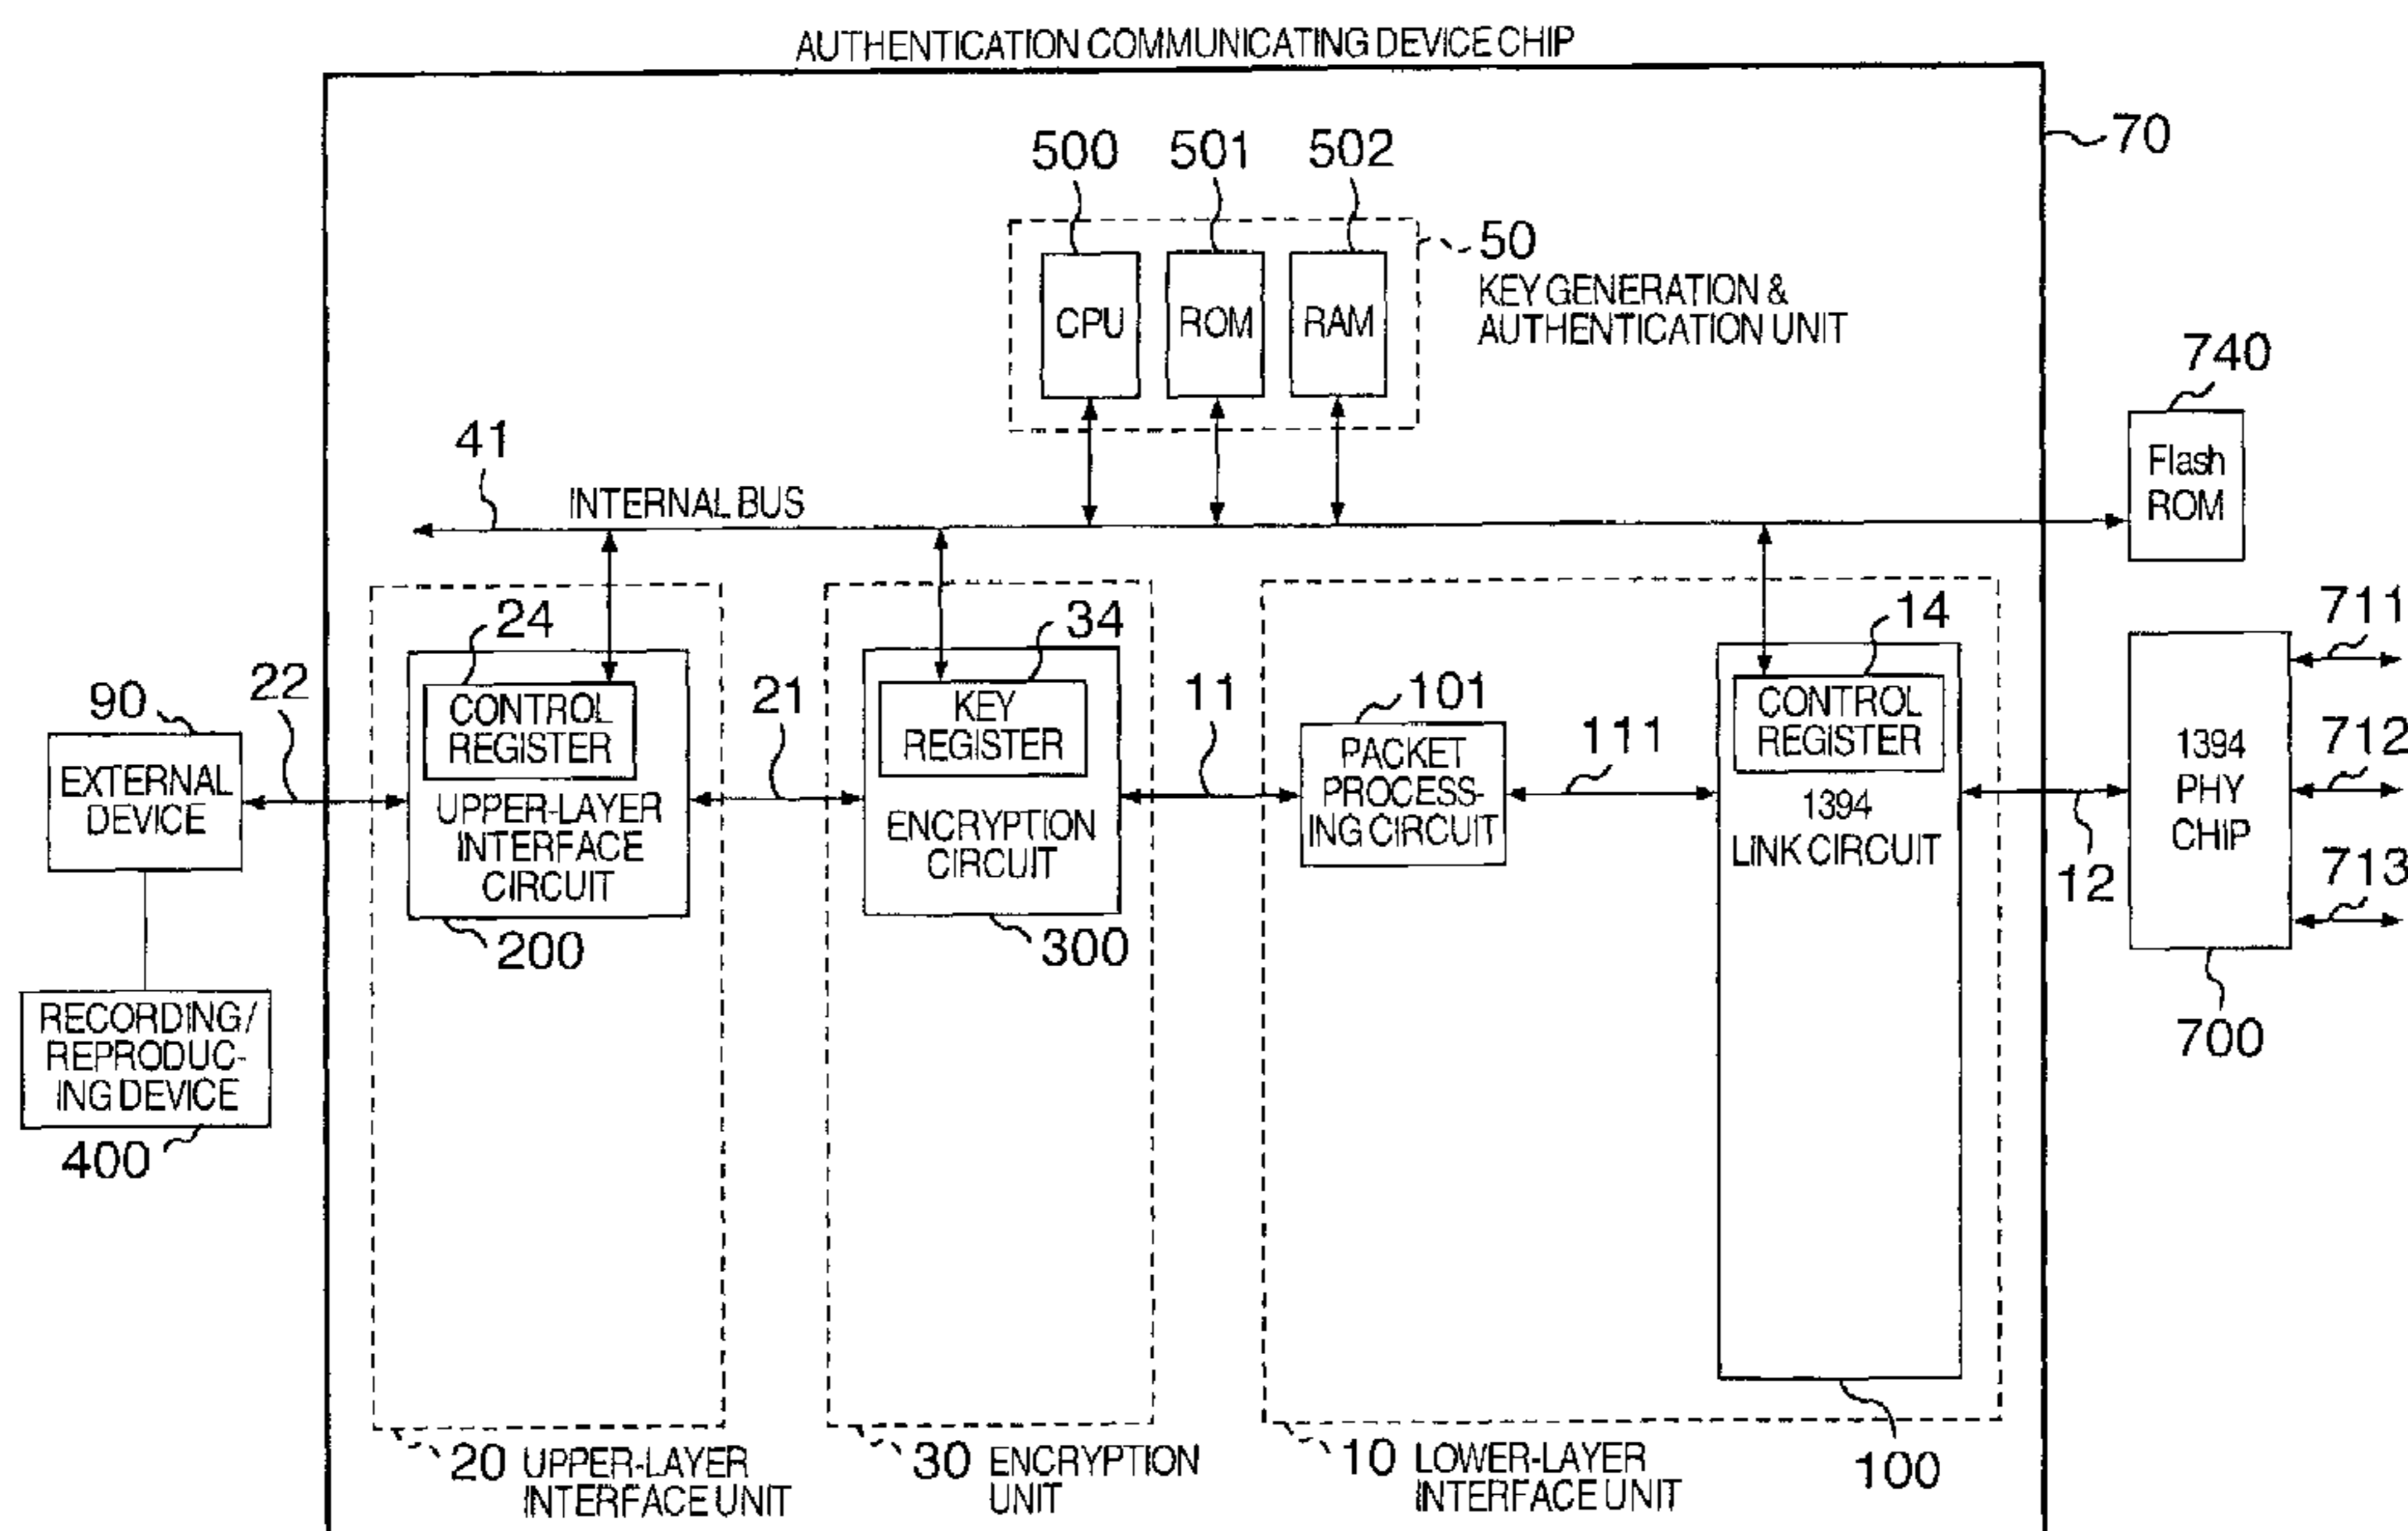 AUTHENTICATION COMMUNICATING DEVICE CHIP
70
500 501 502
50
CPU ROM RAM
KEY GENERATION &
AUTHENTICATION UNIT
740
Flash
ROM
41
INTERNAL BUS
24
CONTROL
REGISTER
UPPER-LAYER
INTERFACE
CIRCUIT
200
90
EXTERNAL
DEVICE
22
RECORDING/
REPRODUC-
ING DEVICE
400
21
34
KEY
REGISTER
ENCRYPTION
CIRCUIT
300
11
101
PACKET
PROCESS-
ING CIRCUIT
111
14
CONTROL
REGISTER
1394
LINK CIRCUIT
100
12
1394
PHY
CHIP
700
711
712
713
20 UPPER-LAYER
INTERFACE UNIT
30 ENCRYPTION
UNIT
10 LOWER-LAYER
INTERFACE UNIT